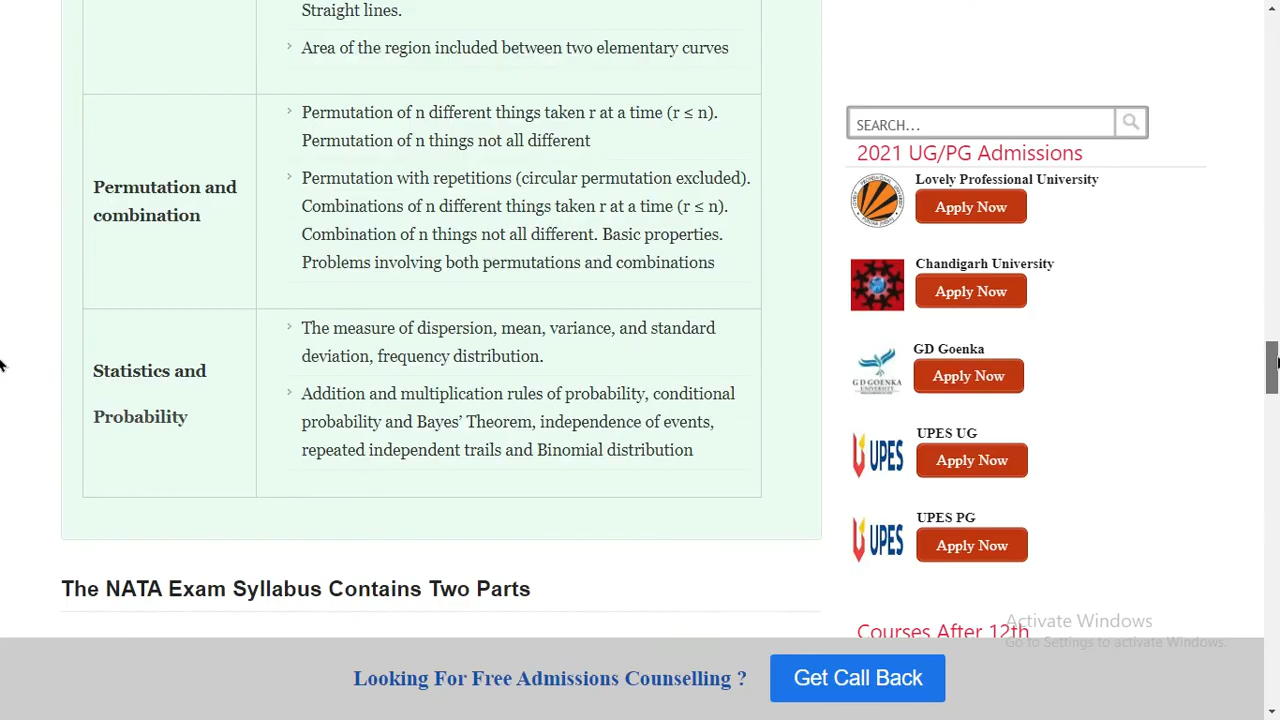 Straight lines.
Area of the region included between two elementary curves
Permutation and
combination
Permutation of n different things taken r at a time (r ≤ n).
Permutation of n things not all different
Permutation with repetitions (circular permutation excluded).
Combinations of n different things taken r at a time (r ≤ n).
Combination of n things not all different. Basic properties.
Problems involving both permutations and combinations
Statistics and
Probability
The measure of dispersion, mean, variance, and standard
deviation, frequency distribution.
Addition and multiplication rules of probability, conditional
probability and Bayes’ Theorem, independence of events,
repeated independent trails and Binomial distribution
The NATA Exam Syllabus Contains Two Parts
SEARCH...
2021 UG/PG Admissions
Lovely Professional University
Apply Now
Chandigarh University
Apply Now
GD Goenka
G D GOENKA
UNIVERSITY
Apply Now
UPES UG
UPES
Apply Now
UPES PG
UPES
Apply Now
Courses After 12th
Activate Windows
Go to Settings to activate Windows.
Looking For Free Admissions Counselling ?
Get Call Back